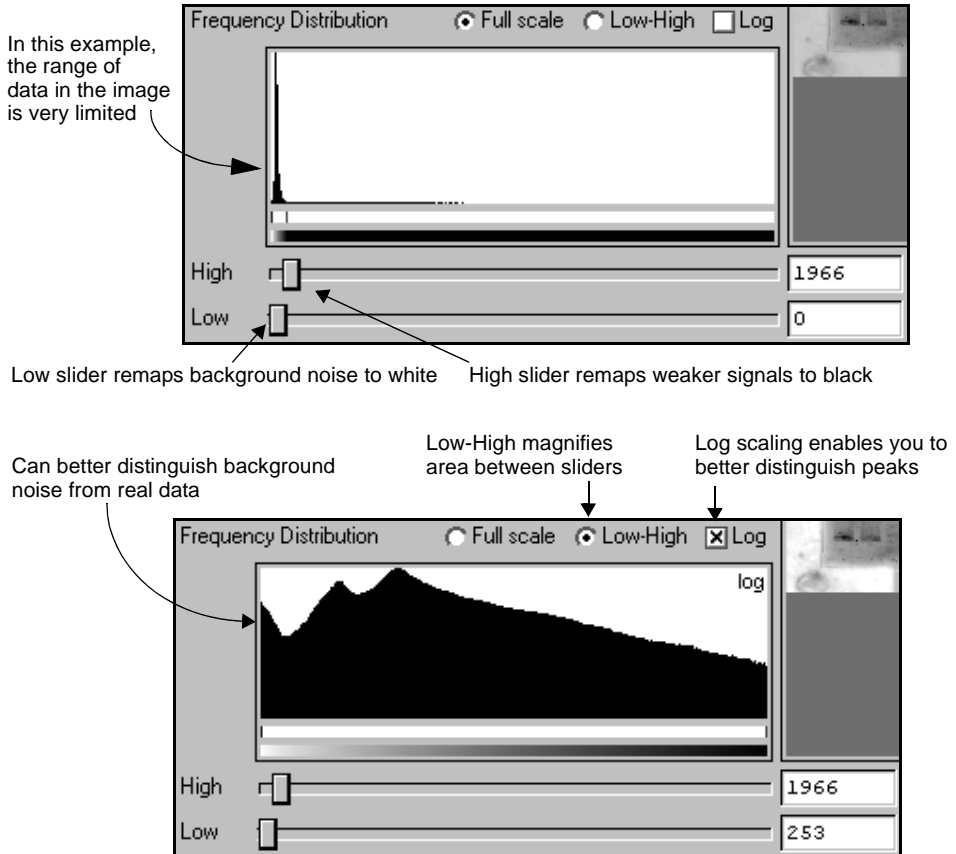 Frequency Distribution Full scale Low-High Log
In this example,
the range of
data in the image
is very limited
High 1966
Low 0
Low slider remaps background noise to white High slider remaps weaker signals to black
Low-High magnifies
area between sliders
Log scaling enables you to
better distinguish peaks
Can better distinguish background
noise from real data
Frequency Distribution Full scale Low-High Log
log
High 1966
Low 253